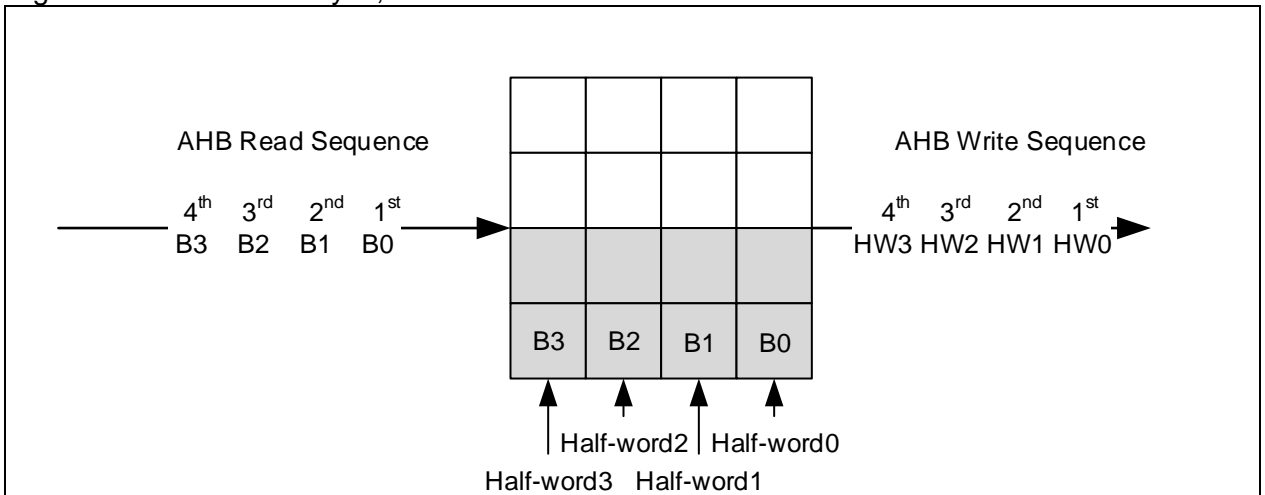 AHB Read Sequence
4th 3rd 2nd 1st
B3 B2 B1 B0
B3 B2 B1 B0
AHB Write Sequence
4th 3rd 2nd 1st
HW3 HW2 HW1 HW0
Half-word2 Half-word0
Half-word3 Half-word1